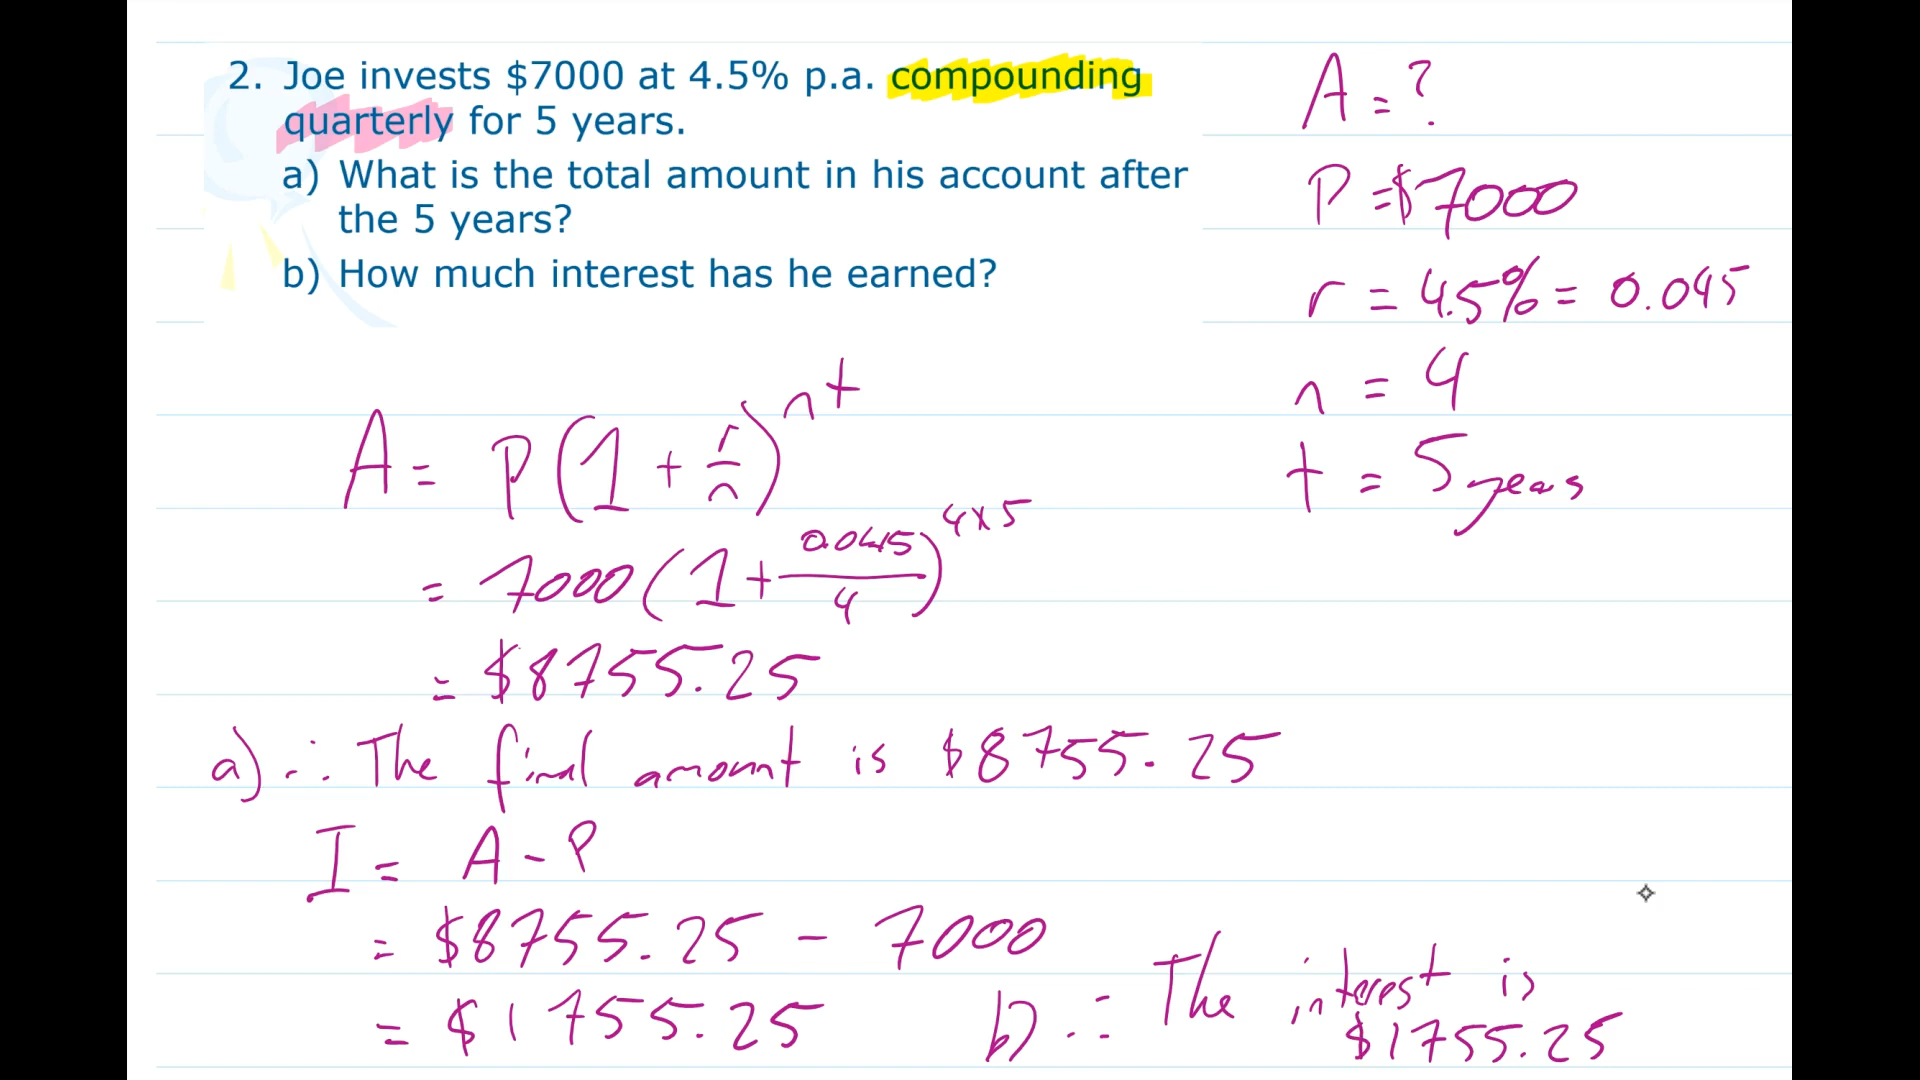 2. Joe invests $7000 at 4.5% p.a. compounding
quarterly for 5 years.
a) What is the total amount in his account after
the 5 years?
b) How much interest has he earned?
A = ?
P = $7000
r = 4.5% = 0.045
n = 4
t = 5 years
A = P(1 + r/n)^nt
= 7000(1 + 0.045/4)^4×5
= $8755.25
a) ∴ The final amount is $8755.25
I = A - P
= $8755.25 - 7000
= $1755.25
b) ∴ The interest is
$1755.25